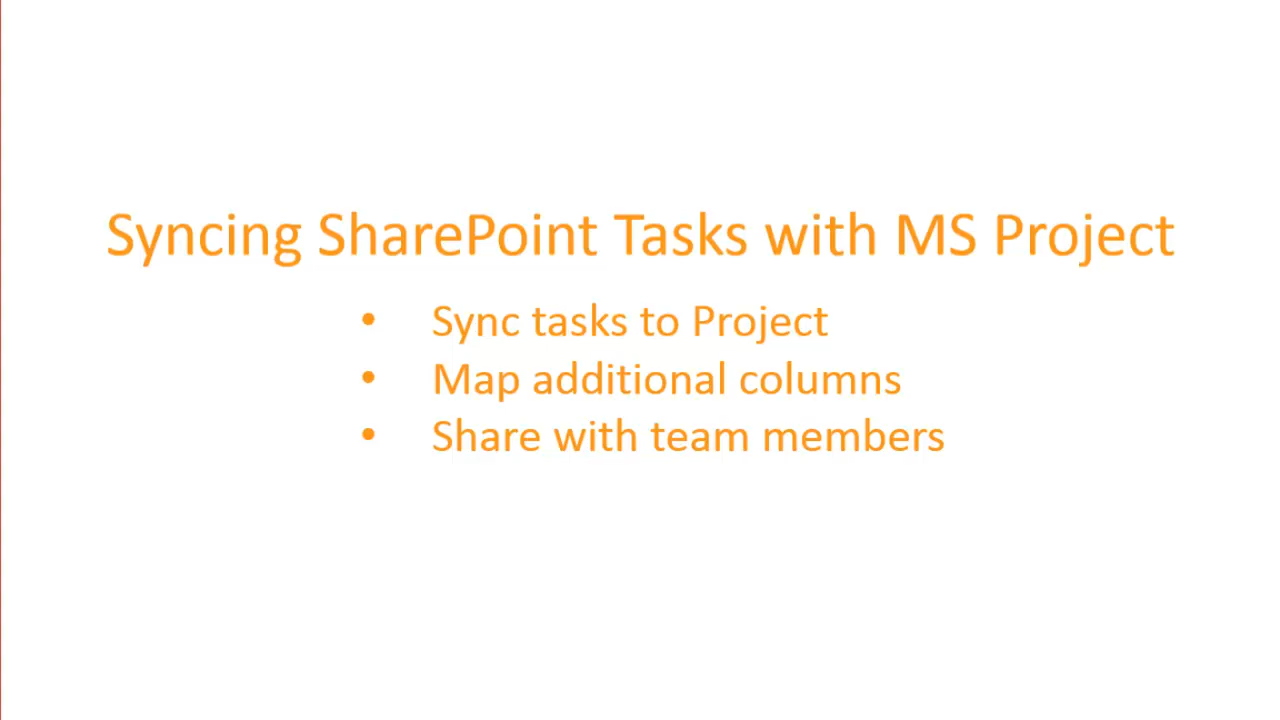 Syncing SharePoint Tasks with MS Project
• Sync tasks to Project
• Map additional columns
• Share with team members